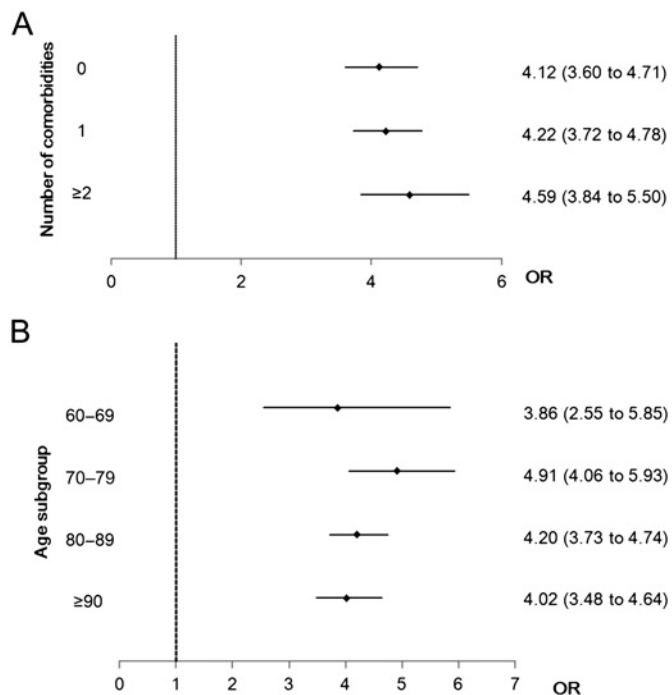 A
Number of comorbidities
0
4.12 (3.60 to 4.71)
1
4.22 (3.72 to 4.78)
≥2
4.59 (3.84 to 5.50)
0 2 4 6
OR
B
Age subgroup
60–69
3.86 (2.55 to 5.85)
70–79
4.91 (4.06 to 5.93)
80–89
4.20 (3.73 to 4.74)
≥90
4.02 (3.48 to 4.64)
0 1 2 3 4 5 6 7
OR